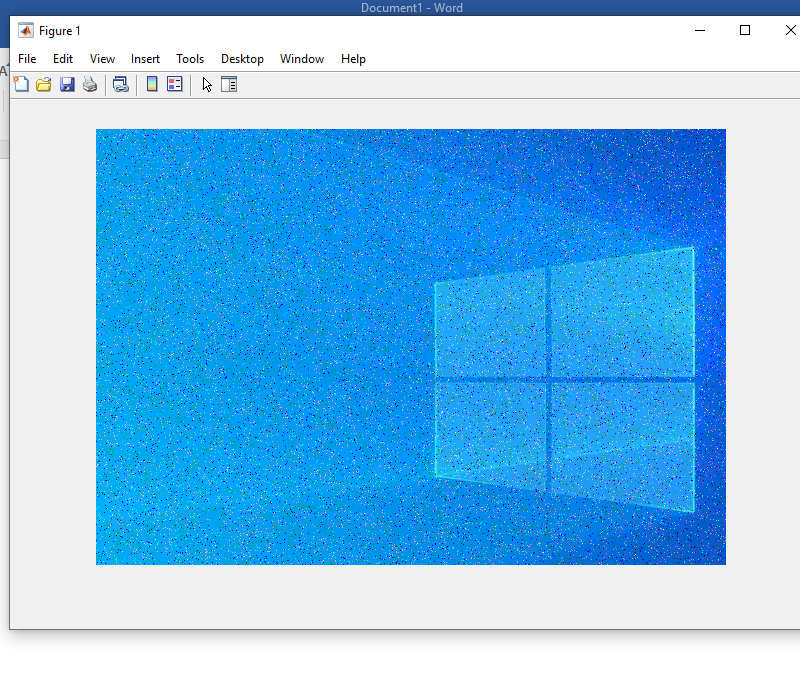 Document1 - Word
Figure 1
File Edit View Insert Tools Desktop Window Help
A